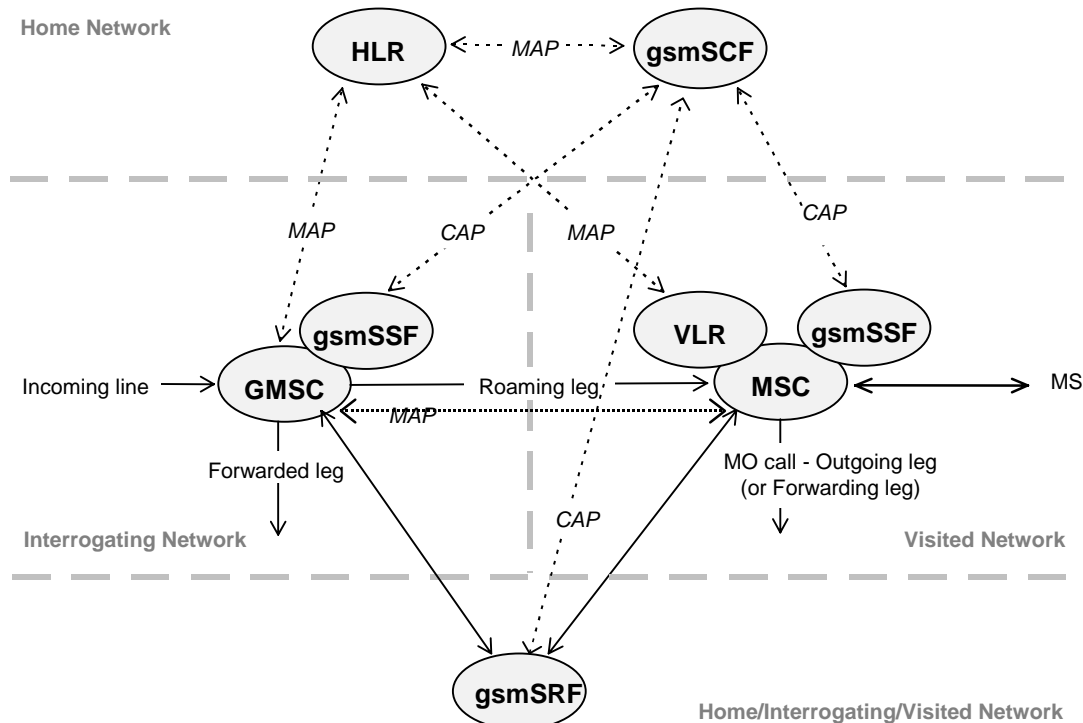 Home Network
HLR
MAP
gsmSCF
MAP
CAP
MAP
CAP
gsmSSF
VLR
gsmSSF
Incoming line
GMSC
Roaming leg
MSC
MS
MAP
Forwarded leg
MO call - Outgoing leg
(or Forwarding leg)
CAP
Interrogating Network
Visited Network
gsmSRF
Home/Interrogating/Visited Network